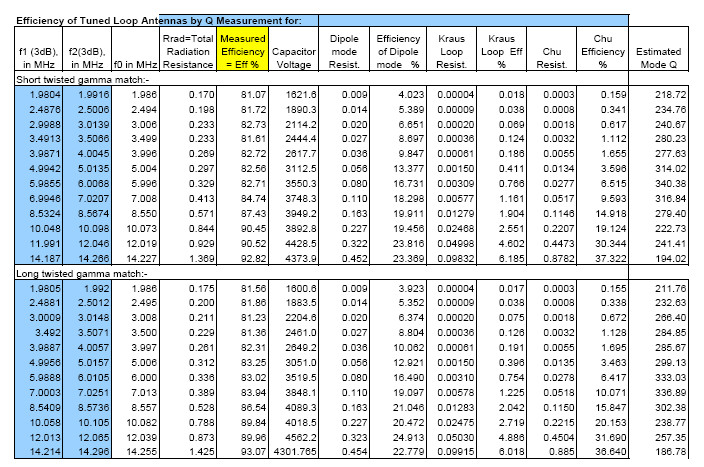 Efficiency of Tuned Loop Antennas by Q Measurement for:
Rrad=Total Measured Dipole Efficiency Kraus Kraus Chu
f1 (3dB), f2(3dB), Radiation Efficiency Capacitor mode of Dipole Loop Loop Eff Chu Efficiency Estimated
in MHz in MHz f0 in MHz Resistance = Eff % Voltage Resist. mode % Resist. % Resist. % Mode Q
Short twisted gamma match:-
1.9804 1.9916 1.986 0.170 81.07 1621.6 0.009 4.023 0.00004 0.018 0.0003 0.159 218.72
2.4876 2.5006 2.494 0.198 81.72 1890.3 0.014 5.389 0.00009 0.038 0.0008 0.341 234.76
2.9988 3.0139 3.006 0.233 82.73 2114.2 0.020 6.651 0.00020 0.069 0.0018 0.617 240.67
3.4913 3.5066 3.499 0.233 81.61 2444.4 0.027 8.697 0.00036 0.124 0.0032 1.112 280.23
3.9871 4.0045 3.996 0.269 82.72 2617.7 0.036 9.847 0.00061 0.186 0.0055 1.655 277.63
4.9942 5.0135 5.004 0.297 82.56 3112.5 0.056 13.377 0.00150 0.411 0.0134 3.596 314.02
5.9855 6.0068 5.996 0.329 82.71 3550.3 0.080 16.731 0.00309 0.766 0.0277 6.515 340.38
6.9946 7.0207 7.008 0.413 84.74 3748.3 0.110 18.298 0.00577 1.161 0.0517 9.593 316.84
8.5324 8.5674 8.550 0.571 87.43 3949.2 0.163 19.911 0.01279 1.904 0.1146 14.918 279.40
10.048 10.098 10.073 0.844 90.45 3892.8 0.227 19.456 0.02468 2.551 0.2207 19.124 222.73
11.991 12.046 12.019 0.929 90.52 4428.5 0.322 23.816 0.04998 4.602 0.4473 30.344 241.41
14.187 14.266 14.227 1.369 92.82 4373.9 0.452 23.369 0.09832 6.185 0.8782 37.322 194.02
Long twisted gamma match:-
1.9805 1.992 1.986 0.175 81.56 1600.6 0.009 3.923 0.00004 0.017 0.0003 0.155 211.76
2.4881 2.5012 2.495 0.200 81.86 1883.5 0.014 5.352 0.00009 0.038 0.0008 0.338 232.63
3.0009 3.0148 3.008 0.211 81.23 2204.6 0.020 6.374 0.00020 0.075 0.0018 0.672 266.40
3.492 3.5071 3.500 0.229 81.36 2461.0 0.027 8.804 0.00036 0.126 0.0032 1.128 284.85
3.9887 4.0057 3.997 0.261 82.31 2649.2 0.036 10.062 0.00061 0.191 0.0055 1.695 285.67
4.9956 5.0157 5.006 0.312 83.25 3051.0 0.056 12.921 0.00150 0.396 0.0135 3.463 299.13
5.9888 6.0105 6.000 0.336 83.02 3519.5 0.080 16.490 0.00310 0.754 0.0278 6.417 333.03
7.0003 7.0251 7.013 0.389 83.94 3848.1 0.110 19.097 0.00578 1.225 0.0518 10.071 336.89
8.5409 8.5736 8.557 0.528 86.54 4089.3 0.163 21.046 0.01283 2.042 0.1150 15.847 302.38
10.058 10.105 10.082 0.788 89.84 4018.5 0.227 20.472 0.02475 2.719 0.2215 20.153 238.77
12.013 12.065 12.039 0.873 89.96 4562.2 0.323 24.913 0.05030 4.886 0.4504 31.690 257.35
14.214 14.296 14.255 1.425 93.07 4301.765 0.454 22.779 0.09915 6.018 0.885 36.640 186.78